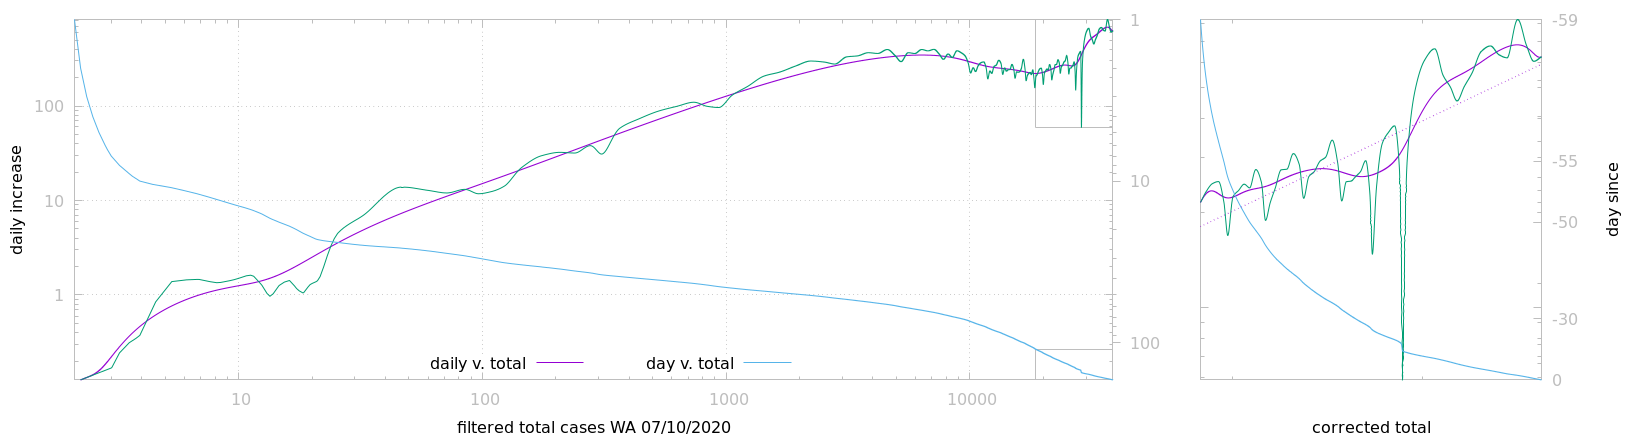 daily increase
100
10
1
10
100
1000
10000
1
10
100
daily v. total
day v. total
filtered total cases WA 07/10/2020
-59
-55
-50
-30
0
day since
corrected total